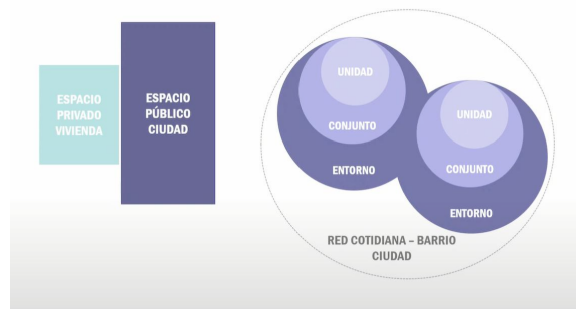 ESPACIO
PRIVADO
VIVIENDA
ESPACIO
PÚBLICO
CIUDAD
UNIDAD
CONJUNTO
ENTORNO
UNIDAD
CONJUNTO
ENTORNO
RED COTIDIANA – BARRIO
CIUDAD